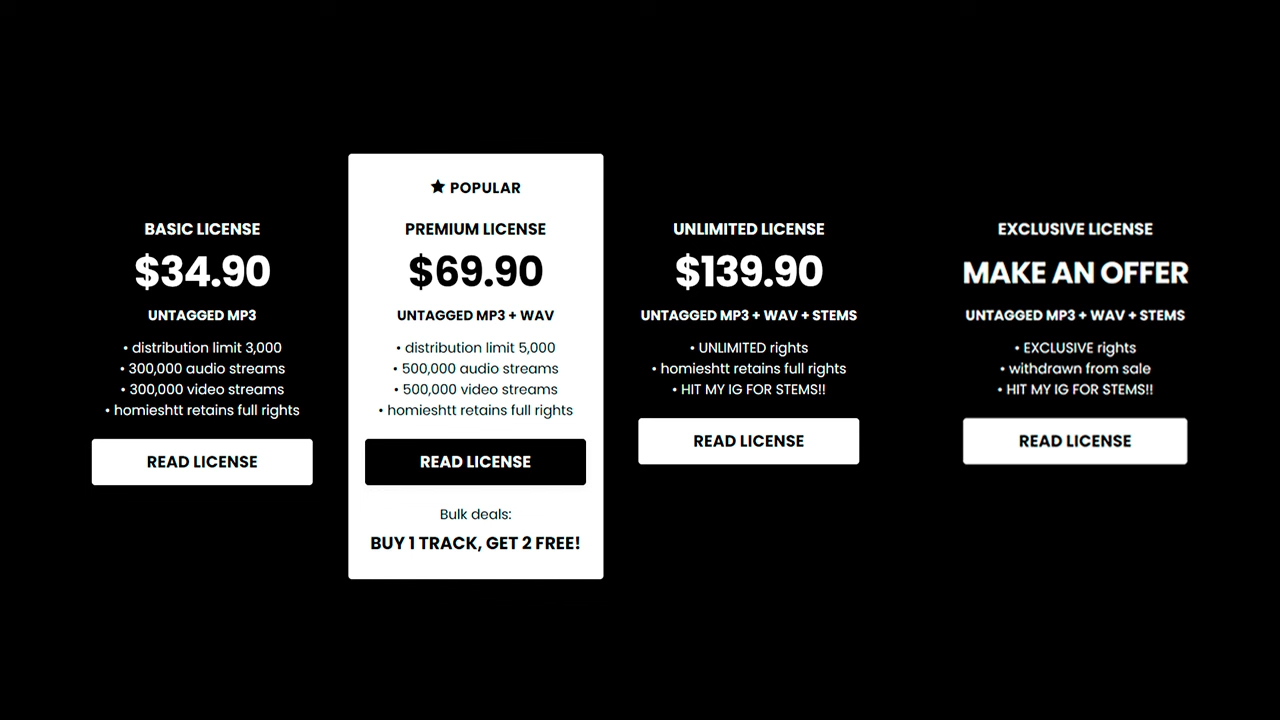 BASIC LICENSE
$34.90
UNTAGGED MP3
• distribution limit 3,000
• 300,000 audio streams
• 300,000 video streams
• homieshtt retains full rights
READ LICENSE
POPULAR
PREMIUM LICENSE
$69.90
UNTAGGED MP3 + WAV
• distribution limit 5,000
• 500,000 audio streams
• 500,000 video streams
• homieshtt retains full rights
READ LICENSE
Bulk deals:
BUY 1 TRACK, GET 2 FREE!
UNLIMITED LICENSE
$139.90
UNTAGGED MP3 + WAV + STEMS
• UNLIMITED rights
• homieshtt retains full rights
• HIT MY IG FOR STEMS!!
READ LICENSE
EXCLUSIVE LICENSE
MAKE AN OFFER
UNTAGGED MP3 + WAV + STEMS
• EXCLUSIVE rights
• withdrawn from sale
• HIT MY IG FOR STEMS!!
READ LICENSE